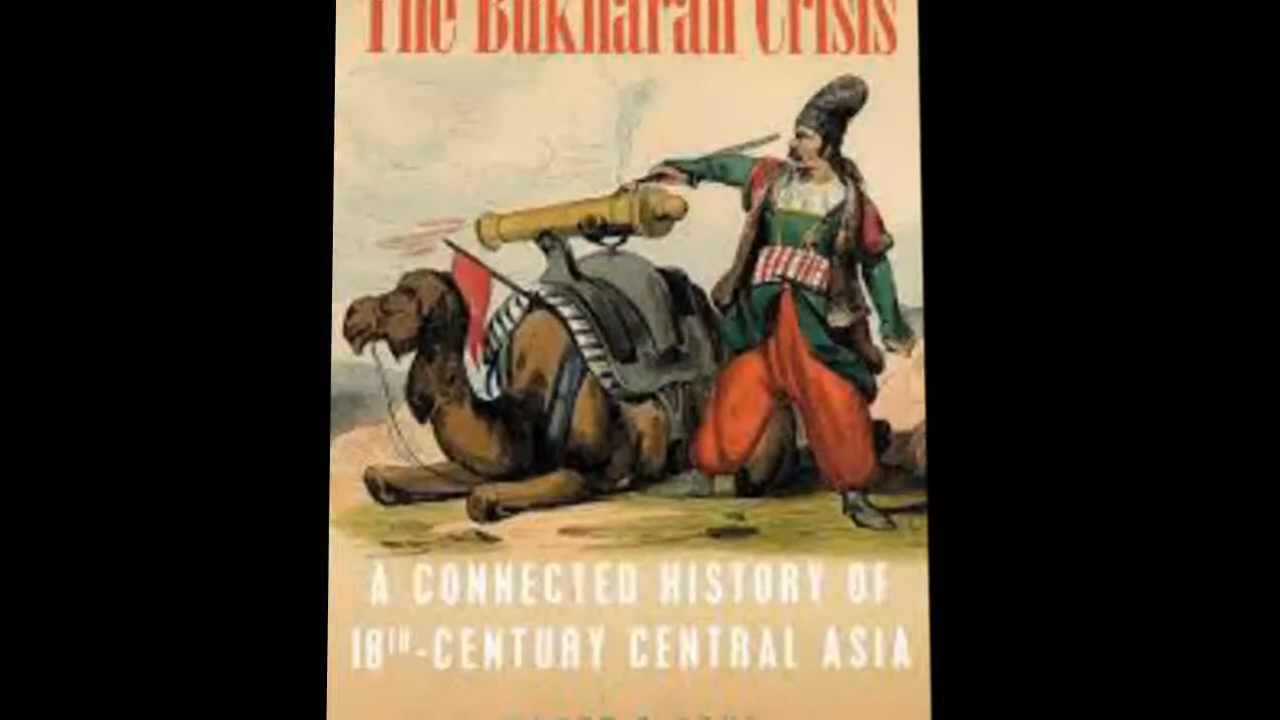 The Bukharan Crisis
A CONNECTED HISTORY OF
18TH-CENTURY CENTRAL ASIA